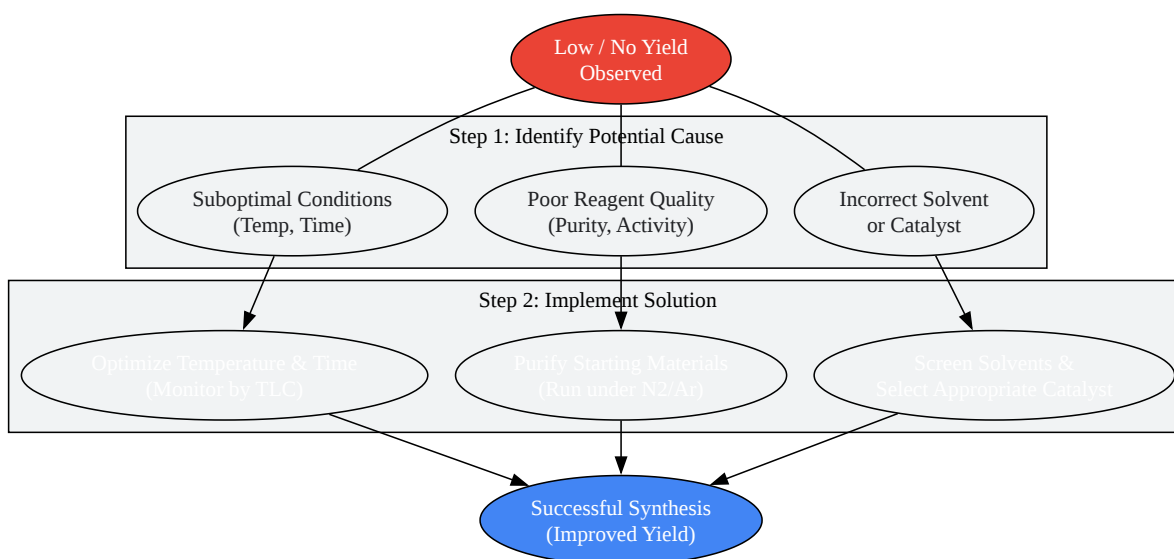 Low / No Yield
Observed
Step 1: Identify Potential Cause
Suboptimal Conditions
(Temp, Time)
Poor Reagent Quality
(Purity, Activity)
Incorrect Solvent
or Catalyst
Step 2: Implement Solution
Optimize Temperature & Time
(Monitor by TLC)
Purify Starting Materials
(Run under N2/Ar)
Screen Solvents &
Select Appropriate Catalyst
Successful Synthesis
(Improved Yield)